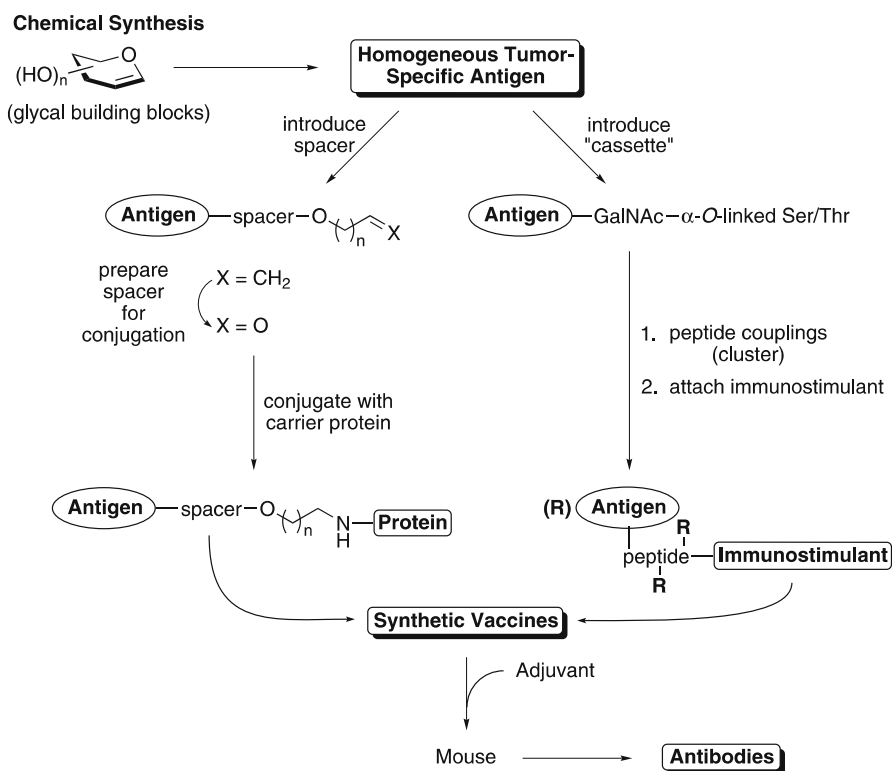 Chemical Synthesis
(HO)n
O
(glycal building blocks)
Homogeneous Tumor-
Specific Antigen
introduce
spacer
introduce
"cassette"
Antigen—spacer—O
( )n
X
Antigen—GalNAc—α-O-linked Ser/Thr
prepare
spacer
for
conjugation
X = CH2
X = O
1. peptide couplings
(cluster)
2. attach immunostimulant
conjugate with
carrier protein
Antigen—spacer—O
( )n
N
H
Protein
(R) Antigen
R
peptide—Immunostimulant
R
Synthetic Vaccines
Adjuvant
Mouse
Antibodies